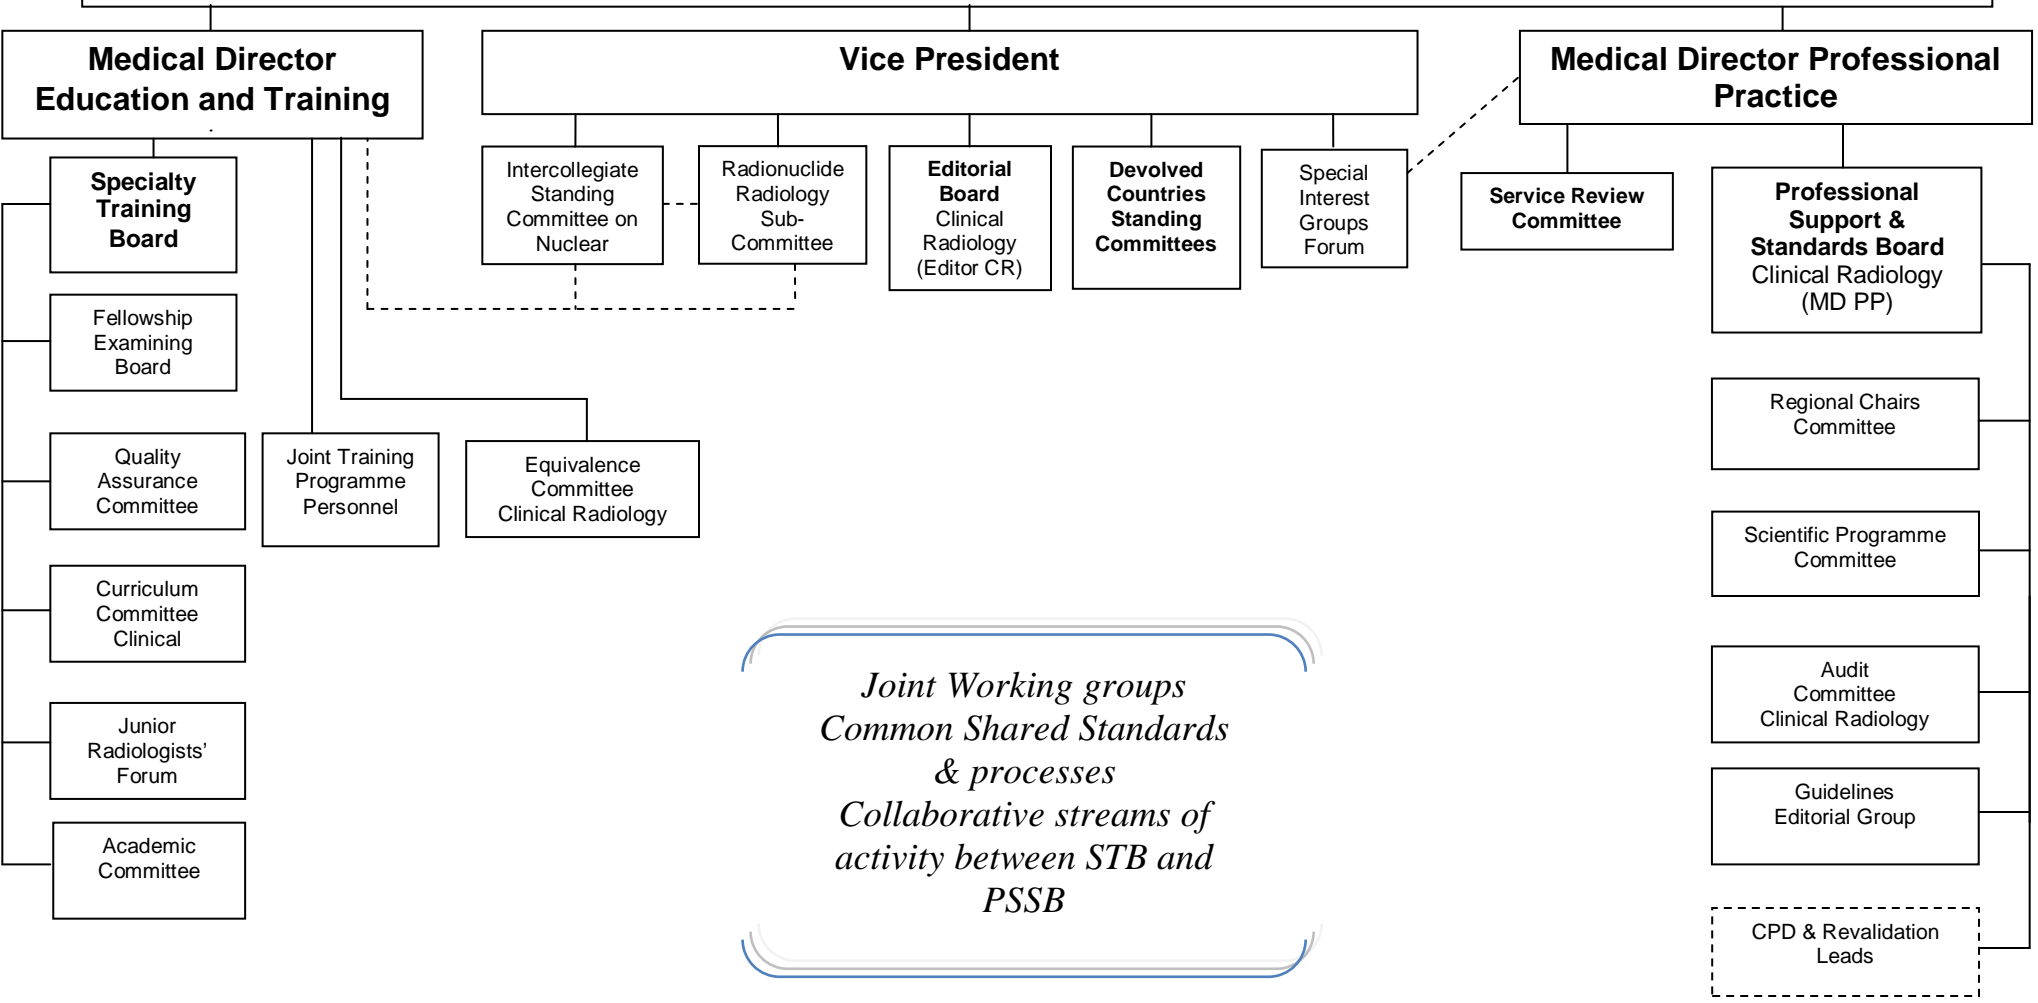 Medical Director
Education and Training
.
Vice President
Medical Director Professional
Practice
Specialty
Training
Board
Intercollegiate
Standing
Committee on
Nuclear
Radionuclide
Radiology
Sub-
Committee
Editorial
Board
Clinical
Radiology
(Editor CR)
Devolved
Countries
Standing
Committees
Special
Interest
Groups
Forum
Service Review
Committee
Professional
Support &
Standards Board
Clinical Radiology
(MD PP)
Fellowship
Examining
Board
Regional Chairs
Committee
Quality
Assurance
Committee
Joint Training
Programme
Personnel
Equivalence
Committee
Clinical Radiology
Scientific Programme
Committee
Curriculum
Committee
Clinical
Audit
Committee
Clinical Radiology
Junior
Radiologists’
Forum
Guidelines
Editorial Group
Academic
Committee
CPD & Revalidation
Leads
Joint Working groups
Common Shared Standards
& processes
Collaborative streams of
activity between STB and
PSSB